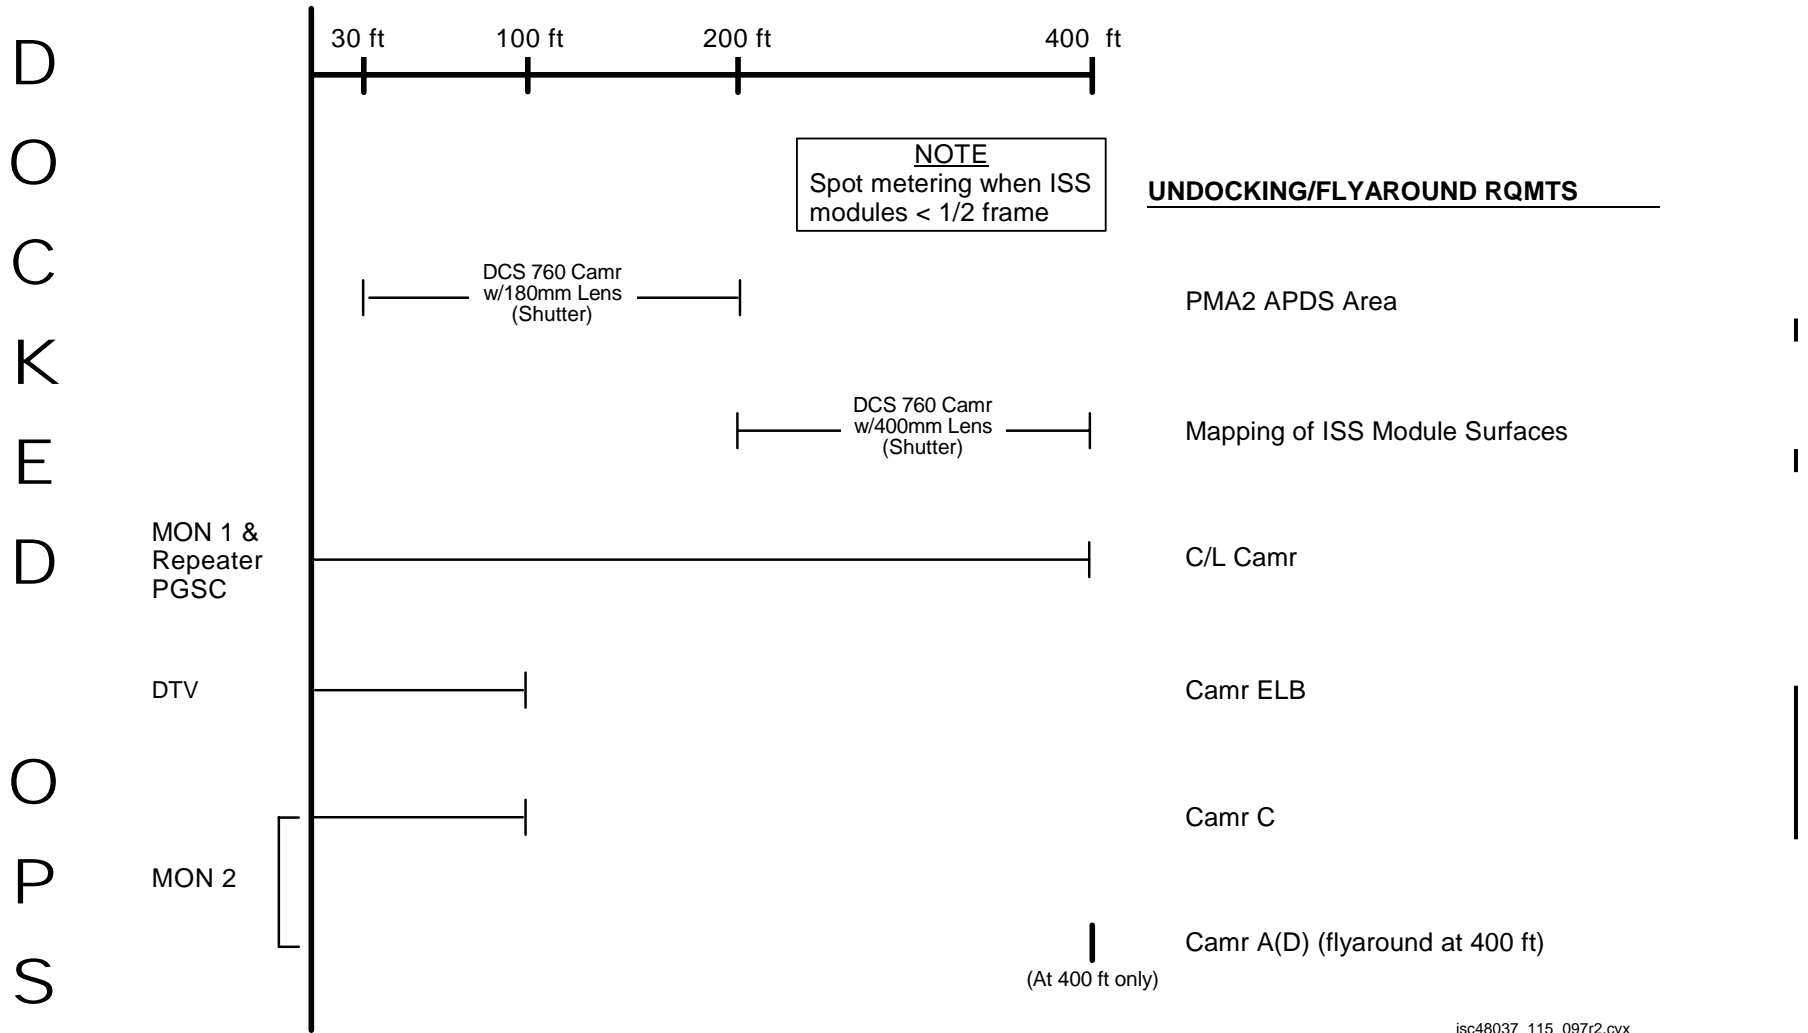 DOCKED OPS
30 ft 100 ft 200 ft 400 ft
NOTE
Spot metering when ISS
modules < 1/2 frame
UNDOCKING/FLYAROUND RQMTS
DCS 760 Camr
w/180mm Lens
(Shutter)
PMA2 APDS Area
DCS 760 Camr
w/400mm Lens
(Shutter)
Mapping of ISS Module Surfaces
MON 1 &
Repeater
PGSC
C/L Camr
DTV
Camr ELB
Camr C
MON 2
Camr A(D) (flyaround at 400 ft)
(At 400 ft only)
jsc48037_115_097r2.cvx